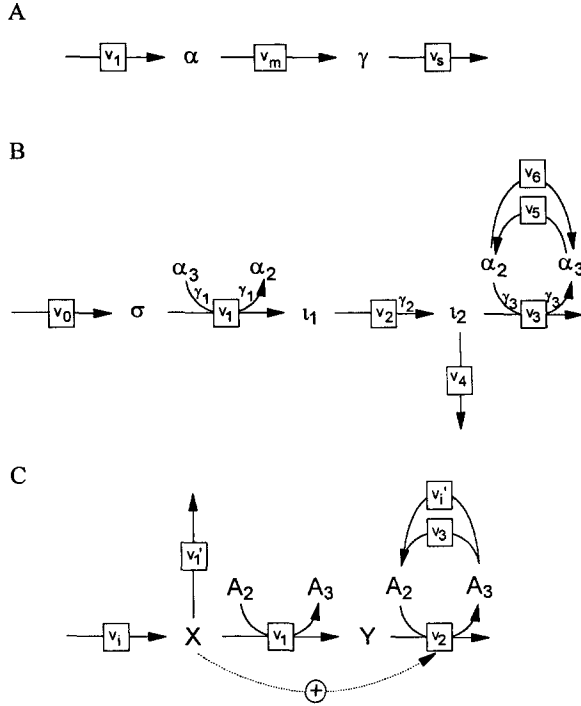 A
v₁ α vₘ γ vₛ
B
v₆
v₅
α₃ α₂ α₂ α₃
γ₁ γ₁ γ₂ γ₃ γ₃
v₀ σ v₁ ι₁ v₂ ι₂ v₃
v₄
C
vᵢ'
v₁' v₃
A₂ A₃ A₂ A₃
vᵢ X v₁ Y v₂
+